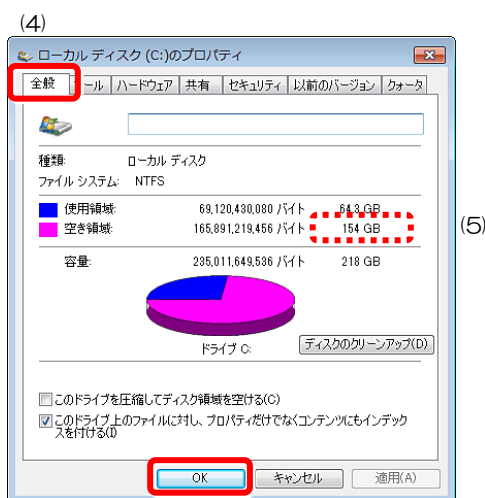 (4)
ローカル ディスク (C:)のプロパティ
全般 ール ハードウェア 共有 セキュリティ 以前のバージョン クォータ
種類: ローカル ディスク
ファイル システム: NTFS
使用領域: 69,120,430,080 バイト 64.3 GB
空き領域: 165,891,219,456 バイト 154 GB
(5)
容量: 235,011,649,536 バイト 218 GB
ドライブ C: ディスクのクリーンアップ(D)
このドライブを圧縮してディスク領域を空ける(C)
このドライブ上のファイルに対し、プロパティだけでなくコンテンツにもインデック
スを付ける(I)
OK キャンセル 適用(A)